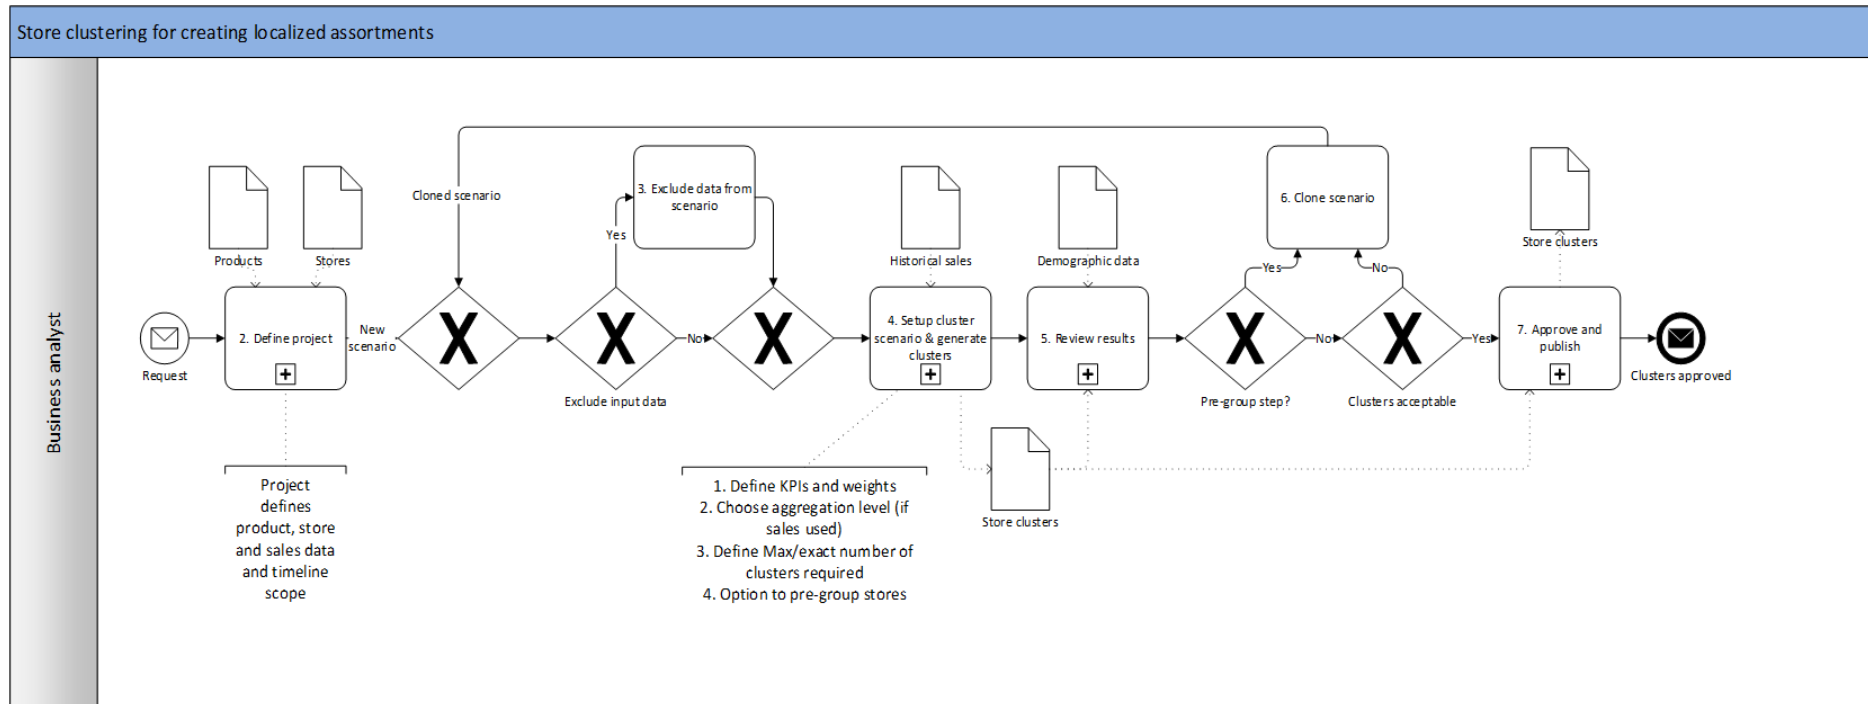 Store clustering for creating localized assortments
Business analyst
Request
Products
Stores
2. Define project
New
scenario
Project
defines
product, store
and sales data
and timeline
scope
Cloned scenario
Exclude input data
Yes
No
3. Exclude data from
scenario
Historical sales
4. Setup cluster
scenario & generate
clusters
1. Define KPIs and weights
2. Choose aggregation level (if
sales used)
3. Define Max/exact number of
clusters required
4. Option to pre-group stores
Store clusters
Demographic data
5. Review results
Pre-group step?
Yes
No
6. Clone scenario
Clusters acceptable
No
Yes
Store clusters
7. Approve and
publish
Clusters approved